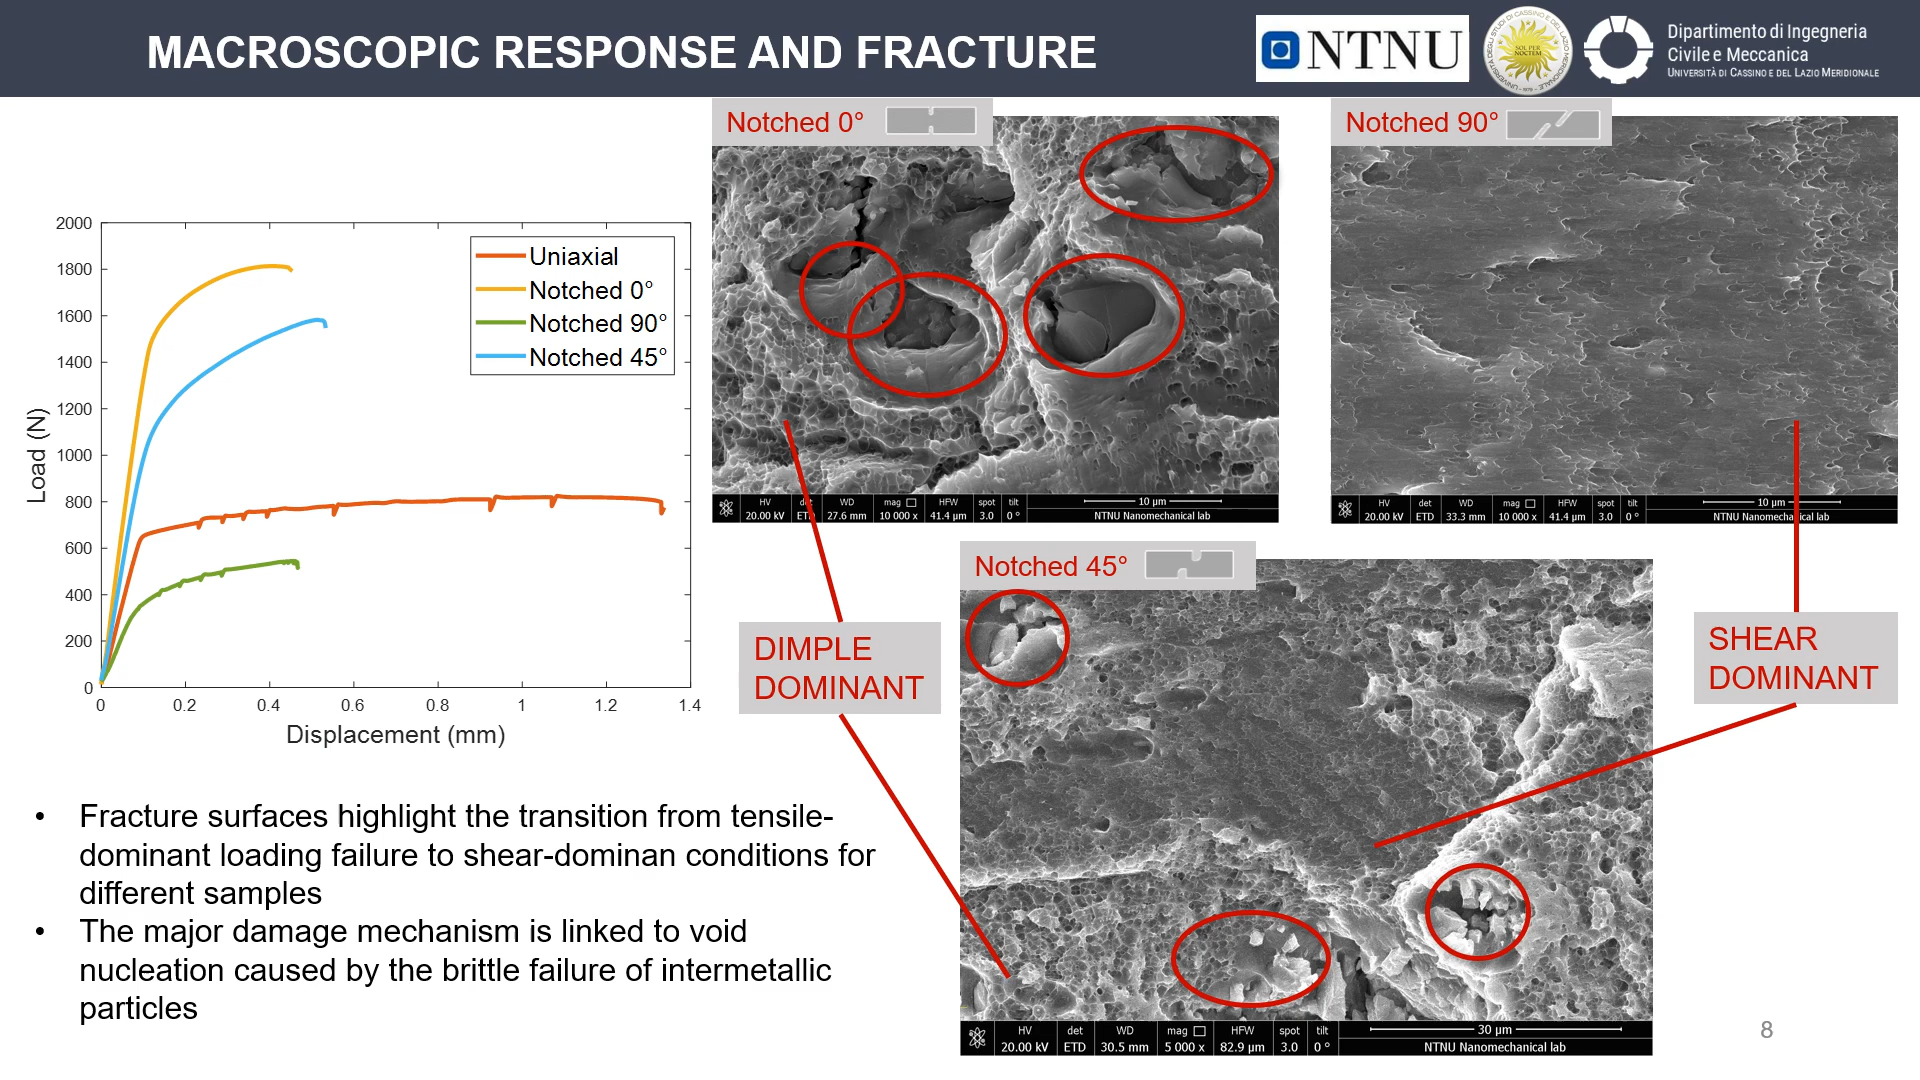 MACROSCOPIC RESPONSE AND FRACTURE
NTNU
Dipartimento di Ingegneria
Civile e Meccanica
UNIVERSITÀ DI CASSINO E DEL LAZIO MERIDIONALE
2000
1800
1600
1400
1200
1000
800
600
400
200
0
Load (N)
0 0.2 0.4 0.6 0.8 1 1.2 1.4
Displacement (mm)
Uniaxial
Notched 0°
Notched 90°
Notched 45°
Notched 0°
HV det WD mag HFW spot tilt 10 µm
20.00 kV ETD 27.6 mm 10 000 x 41.4 µm 3.0 0 ° NTNU Nanomechanical lab
Notched 90°
HV det WD mag HFW spot tilt 10 µm
20.00 kV ETD 33.3 mm 10 000 x 41.4 µm 3.0 0 ° NTNU Nanomechanical lab
Notched 45°
HV det WD mag HFW spot tilt 30 µm
20.00 kV ETD 30.5 mm 5 000 x 82.9 µm 3.0 0 ° NTNU Nanomechanical lab
DIMPLE
DOMINANT
SHEAR
DOMINANT
• Fracture surfaces highlight the transition from tensile-
dominant loading failure to shear-dominan conditions for
different samples
• The major damage mechanism is linked to void
nucleation caused by the brittle failure of intermetallic
particles
8